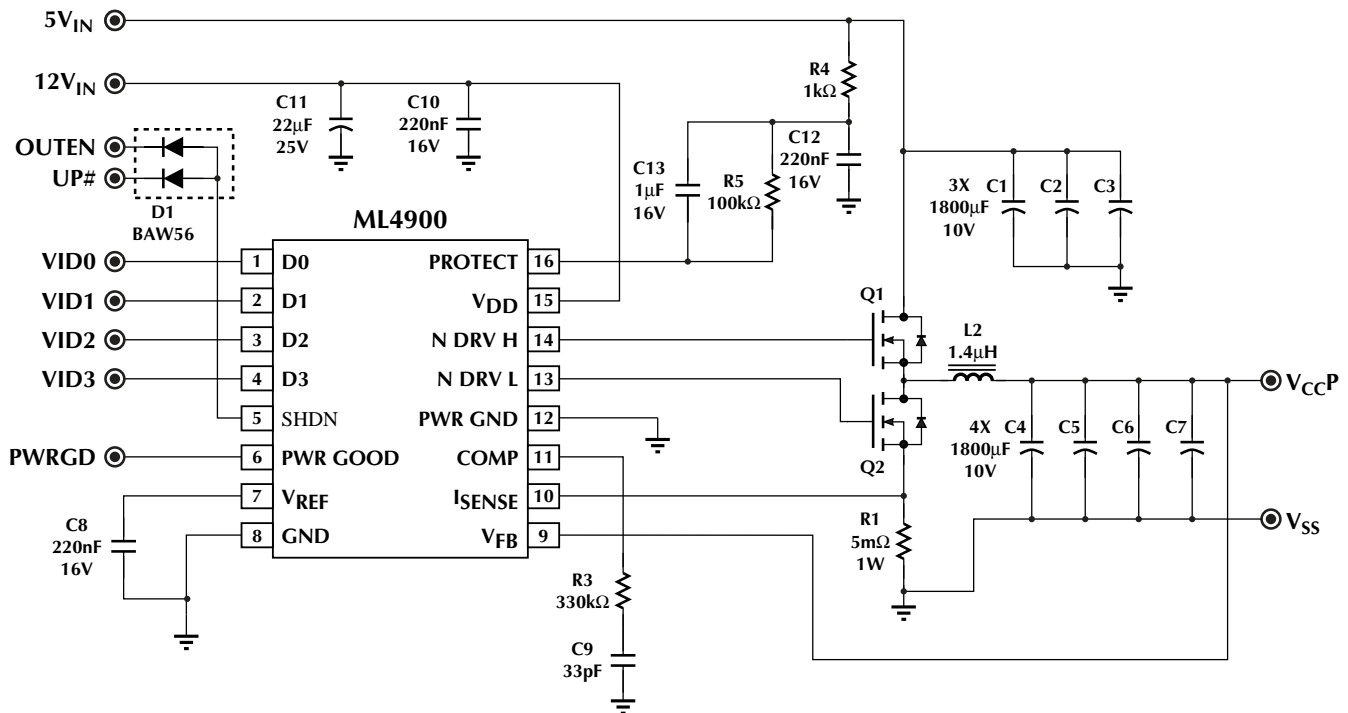 5VIN
12VIN
OUTEN
UP#
D1
BAW56
C11
22µF
25V
C10
220nF
16V
R4
1kΩ
C12
220nF
16V
C13
1µF
16V
R5
100kΩ
3X
1800µF
10V
C1
C2
C3
ML4900
VID0
VID1
VID2
VID3
PWRGD
1 D0
2 D1
3 D2
4 D3
5 SHDN
6 PWR GOOD
7 VREF
8 GND
PROTECT 16
VDD 15
N DRV H 14
N DRV L 13
PWR GND 12
COMP 11
ISENSE 10
VFB 9
Q1
Q2
L2
1.4µH
VCCP
4X
1800µF
10V
C4
C5
C6
C7
VSS
R1
5mΩ
1W
C8
220nF
16V
R3
330kΩ
C9
33pF